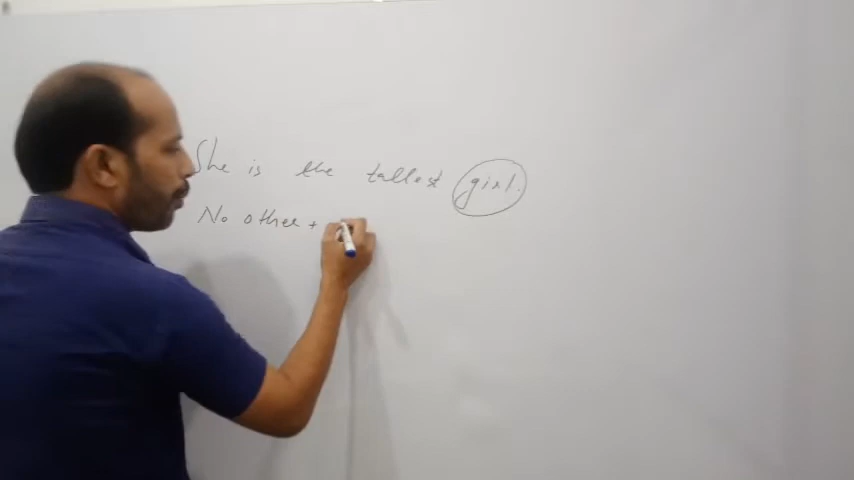 She is the tallest girl.
No other +